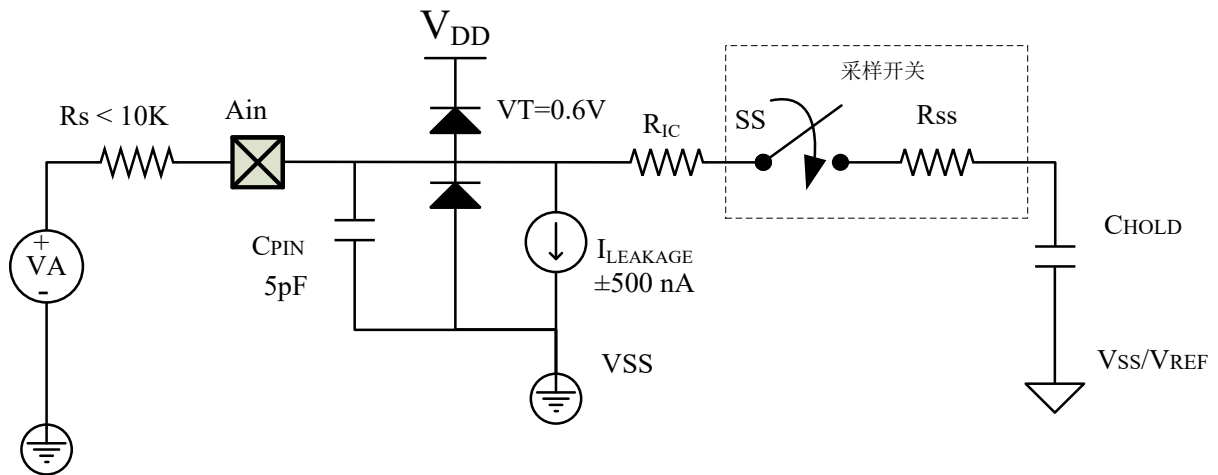 VDD
采样开关
Rs < 10K
Ain
VT=0.6V
RIC
SS
Rss
+
VA
-
CPIN
5pF
ILEAKAGE
±500 nA
CHOLD
VSS
VSS/VREF